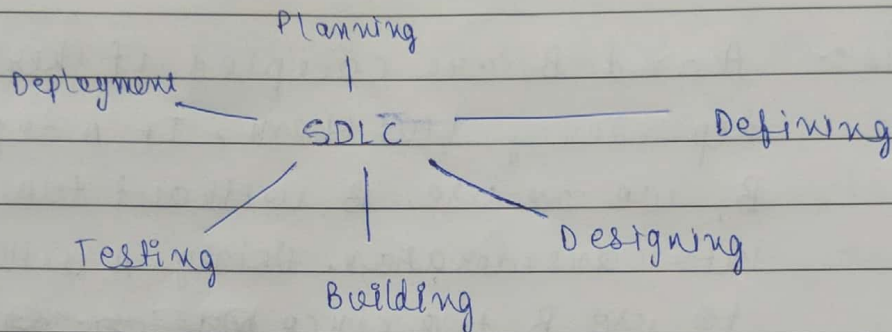 Planning
Deployment
SDLC
Defining
Testing
Designing
Building